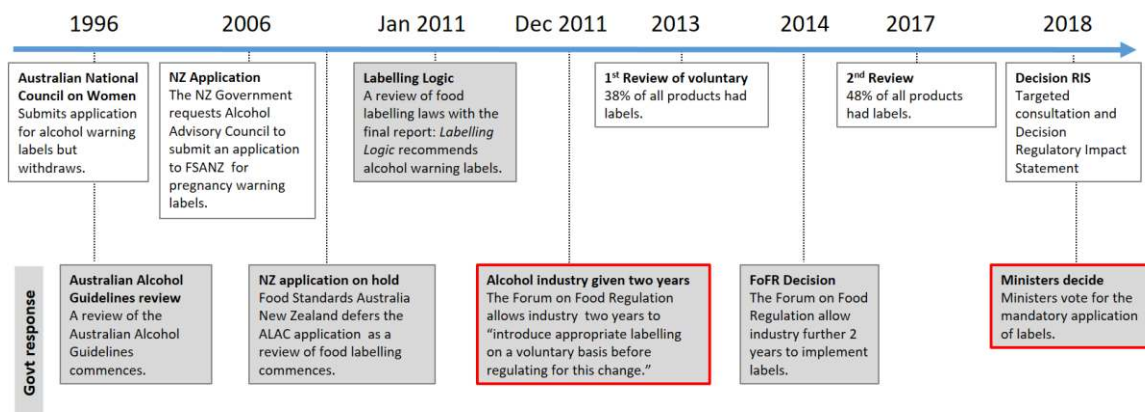 1996
2006
Jan 2011
Dec 2011
2013
2014
2017
2018
Australian National
Council on Women
Submits application
for alcohol warning
labels but
withdraws.
NZ Application
The NZ Government
requests Alcohol
Advisory Council to
submit an application
to FSANZ for
pregnancy warning
labels.
Labelling Logic
A review of food
labelling laws with the
final report: Labelling
Logic recommends
alcohol warning labels.
1st Review of voluntary
38% of all products had
labels.
2nd Review
48% of all products
had labels.
Decision RIS
Targeted
consultation and
Decision
Regulatory Impact
Statement
Govt response
Australian Alcohol
Guidelines review
A review of the
Australian Alcohol
Guidelines
commences.
NZ application on hold
Food Standards Australia
New Zealand defers the
ALAC application as a
review of food labelling
commences.
Alcohol industry given two years
The Forum on Food Regulation
allows industry two years to
“introduce appropriate labelling
on a voluntary basis before
regulating for this change.”
FoFR Decision
The Forum on Food
Regulation allow
industry further 2
years to implement
labels.
Ministers decide
Ministers vote for the
mandatory application
of labels.